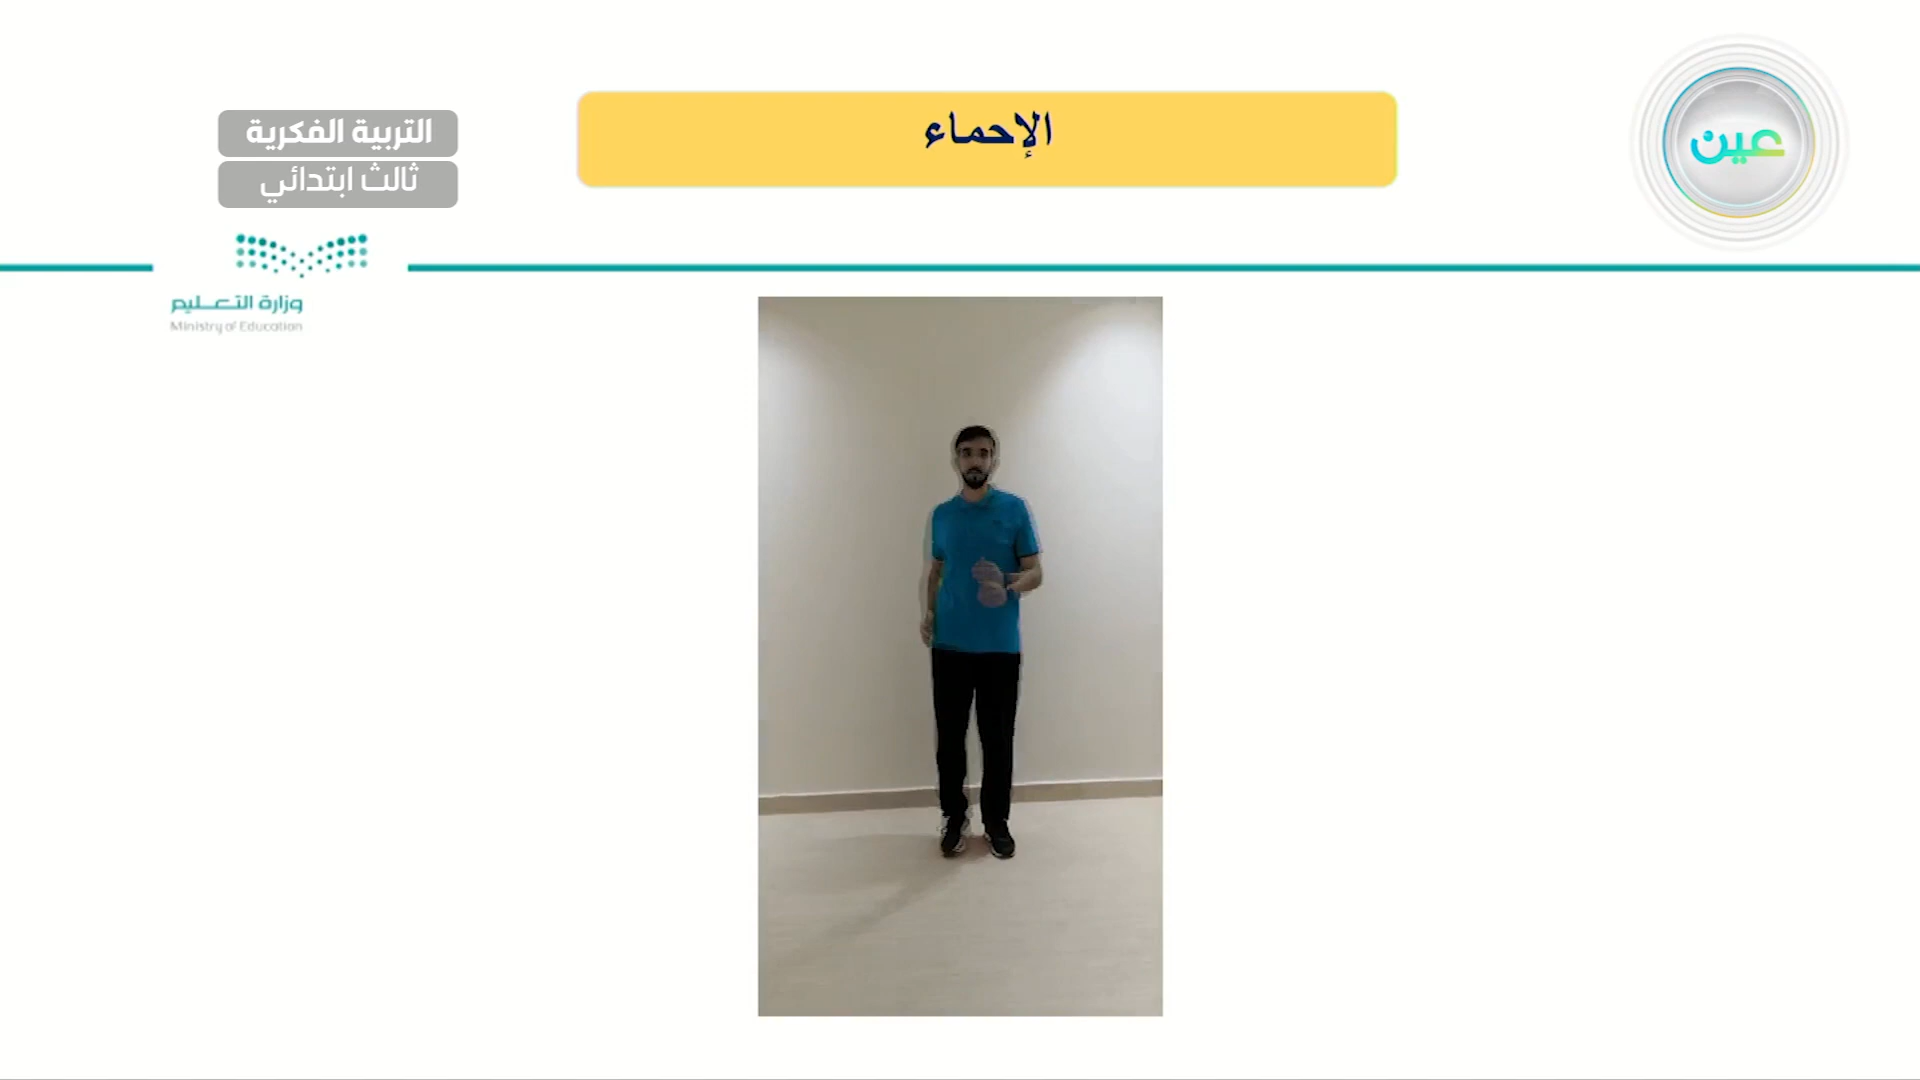 الإحماء
عين
التربية الفكرية
ثالث ابتدائي
وزارة التعليم
Ministry of Education